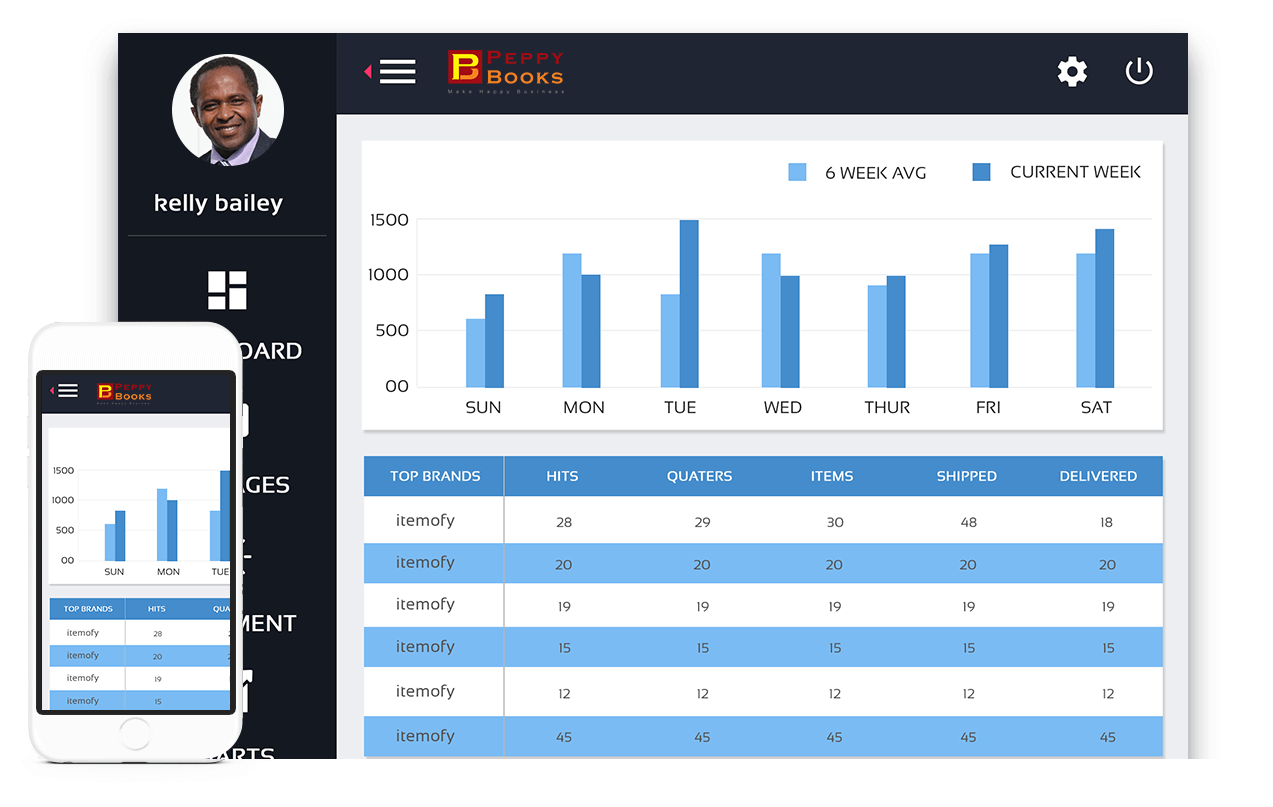 PEPPY
BOOKS
Make Happy Business
kelly bailey
6 WEEK AVG CURRENT WEEK
1500
1000
500
00
SUN MON TUE WED THUR FRI SAT
OARD
GES
MENT
ARTS
TOP BRANDS HITS QUATERS ITEMS SHIPPED DELIVERED
itemofy 28 29 30 48 18
itemofy 20 20 20 20 20
itemofy 19 19 19 19 19
itemofy 15 15 15 15 15
itemofy 12 12 12 12 12
itemofy 45 45 45 45 45
PEPPY
BOOKS
1500
1000
500
00
SUN MON TUE
TOP BRANDS HITS QUA
itemofy 28
itemofy 20
itemofy 19
itemofy 15